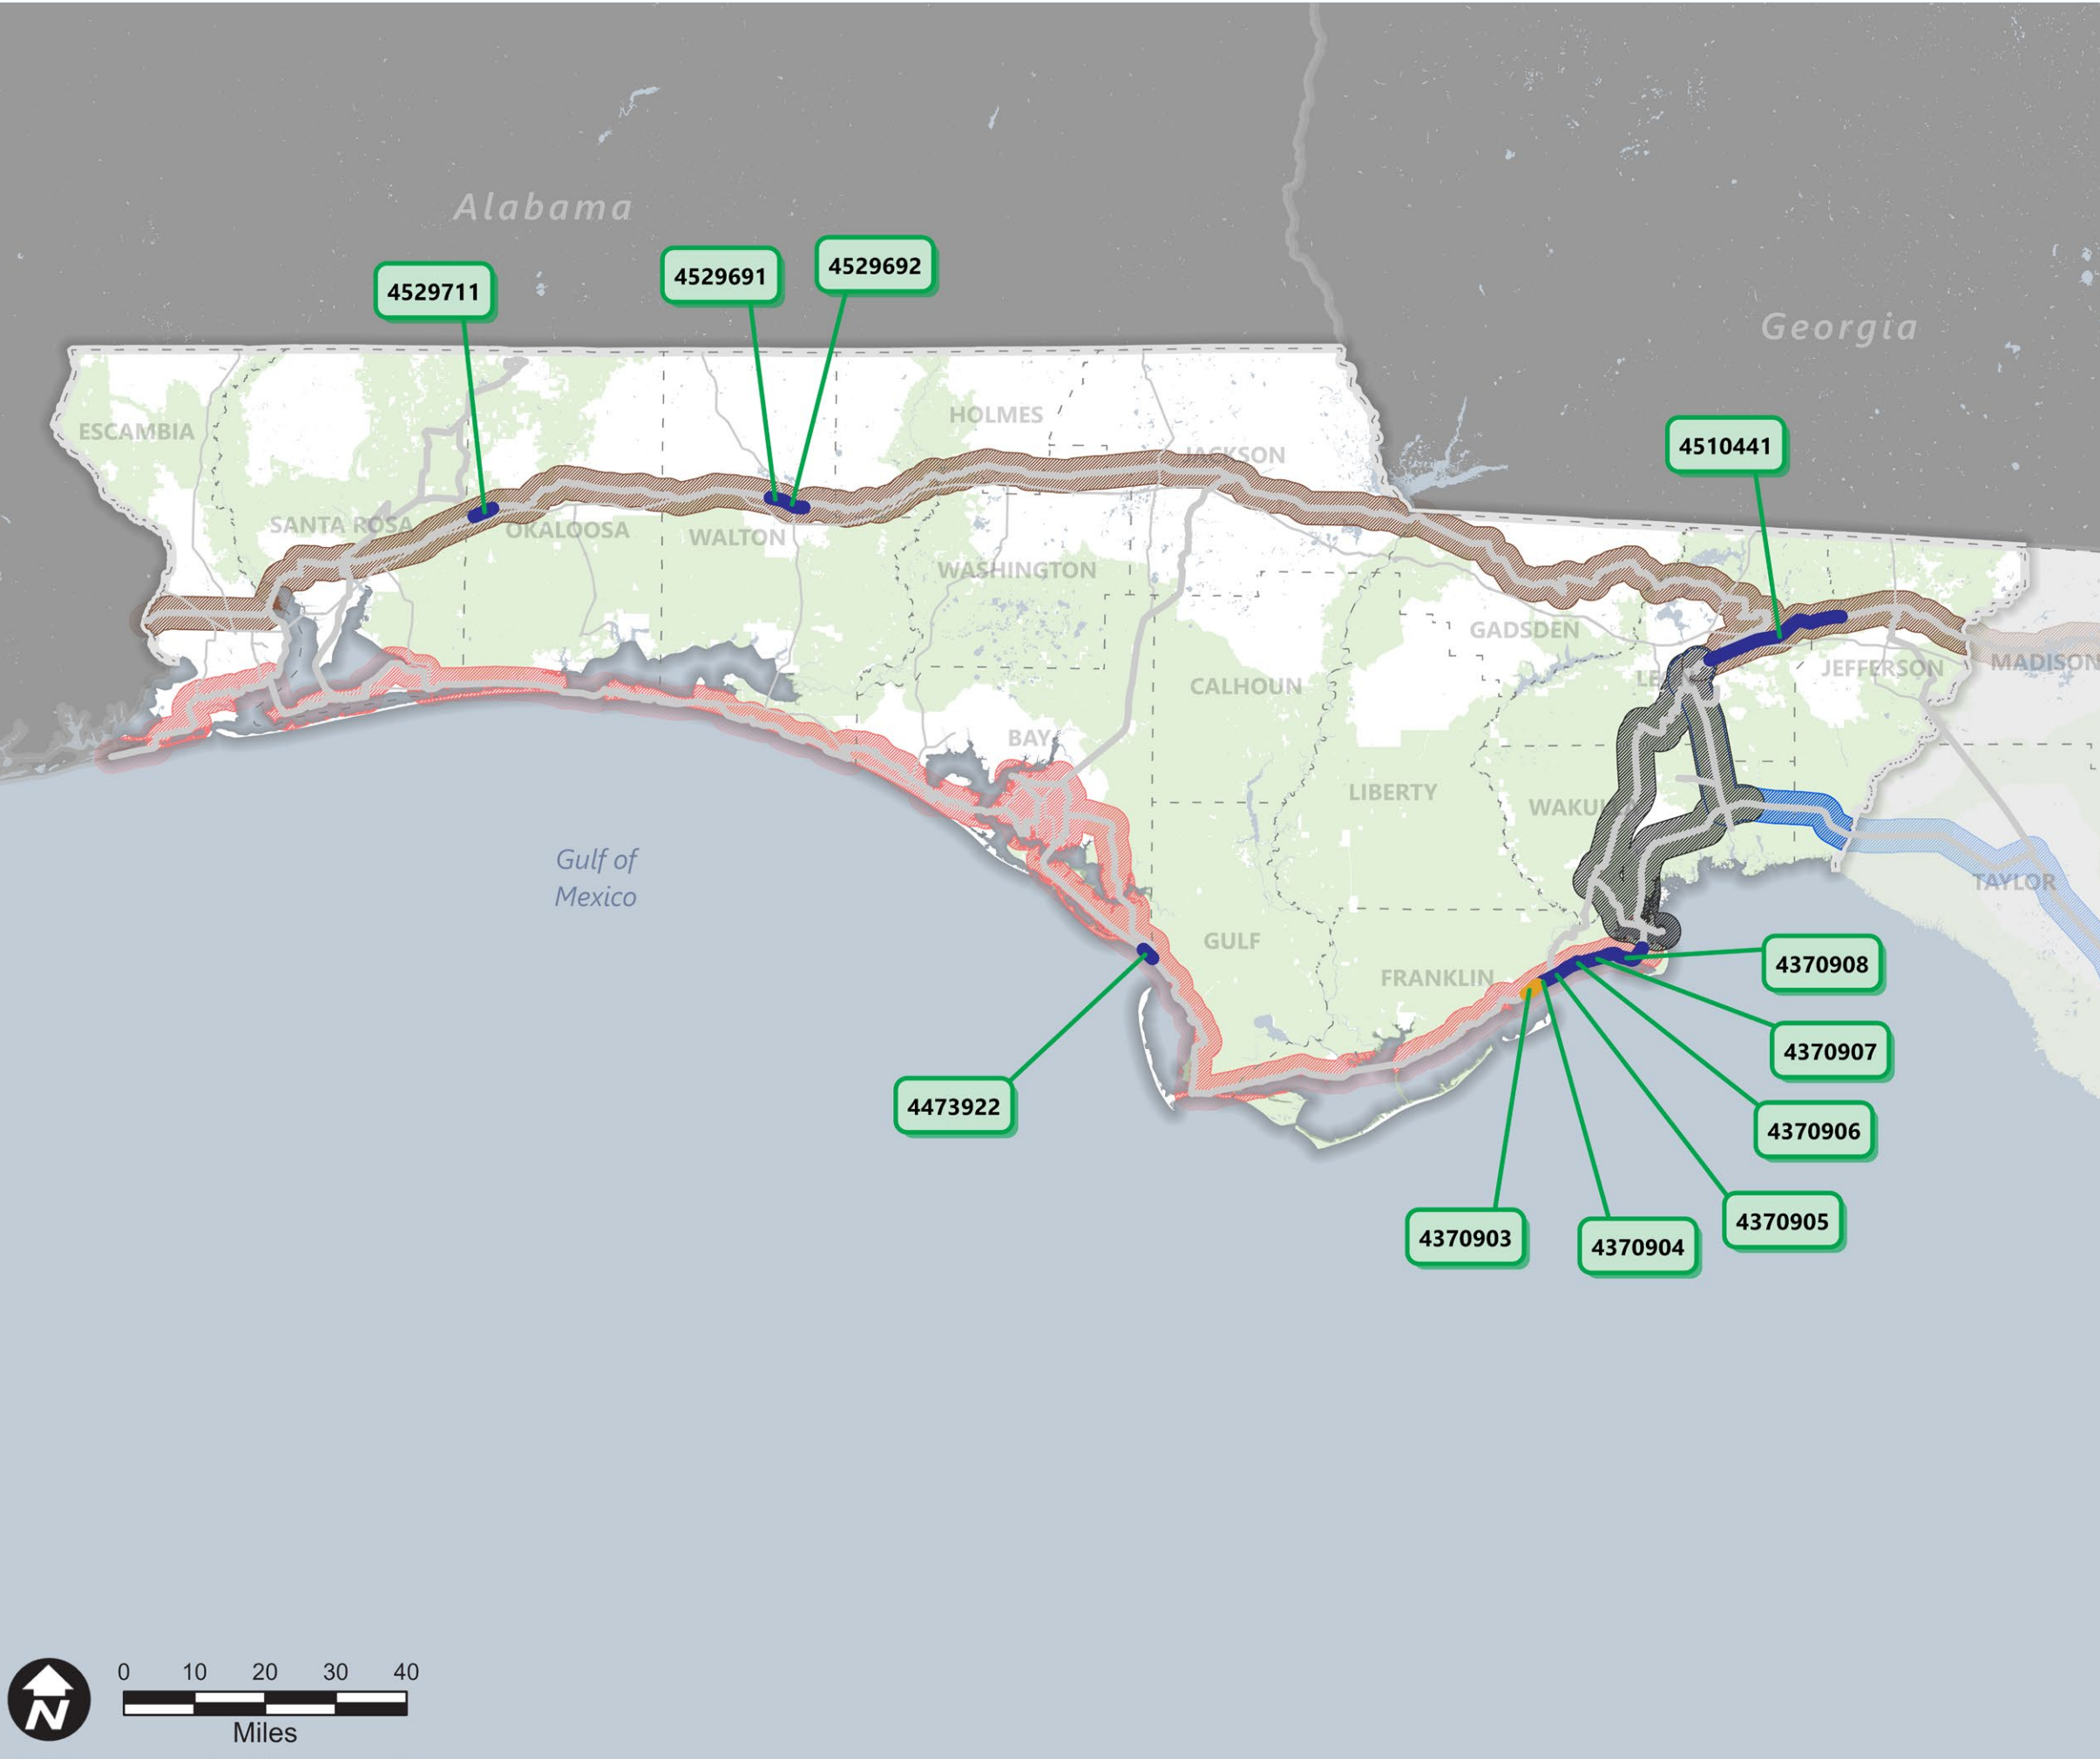 Alabama
Georgia
4529711
4529691
4529692
4510441
ESCAMBIA
SANTA ROSA
OKALOOSA
WALTON
HOLMES
WASHINGTON
JACKSON
BAY
CALHOUN
GULF
LIBERTY
GADSDEN
FRANKLIN
WAKULLA
JEFFERSON
MADISON
TAYLOR
Gulf of
Mexico
4473922
4370908
4370907
4370906
4370905
4370904
4370903
N
0 10 20 30 40
Miles